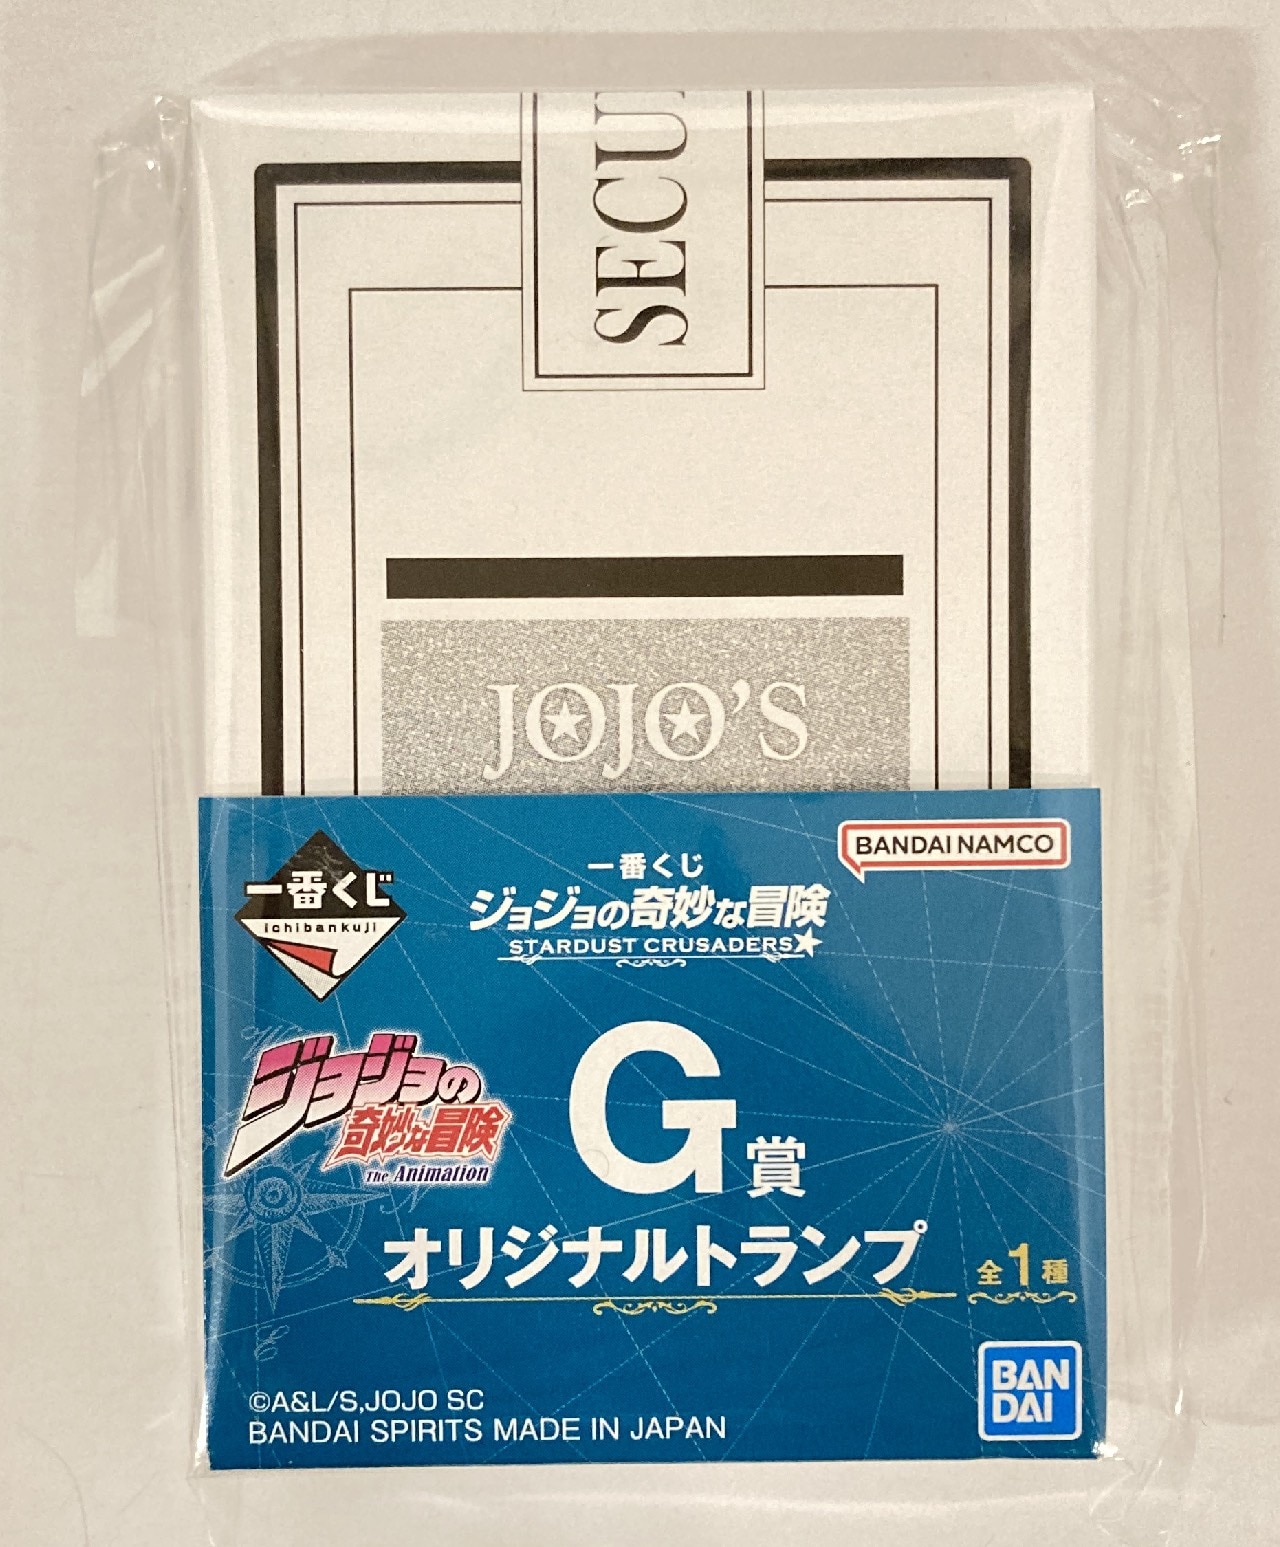 SECU
JOJO'S
BANDAI NAMCO
一番くじ
ichibankuji
一番くじ
ジョジョの奇妙な冒険
STARDUST CRUSADERS
ジョジョの
奇妙な冒険
The Animation
G賞
オリジナルトランプ
全1種
BAN
DAI
©A&L/S,JOJO SC
BANDAI SPIRITS MADE IN JAPAN